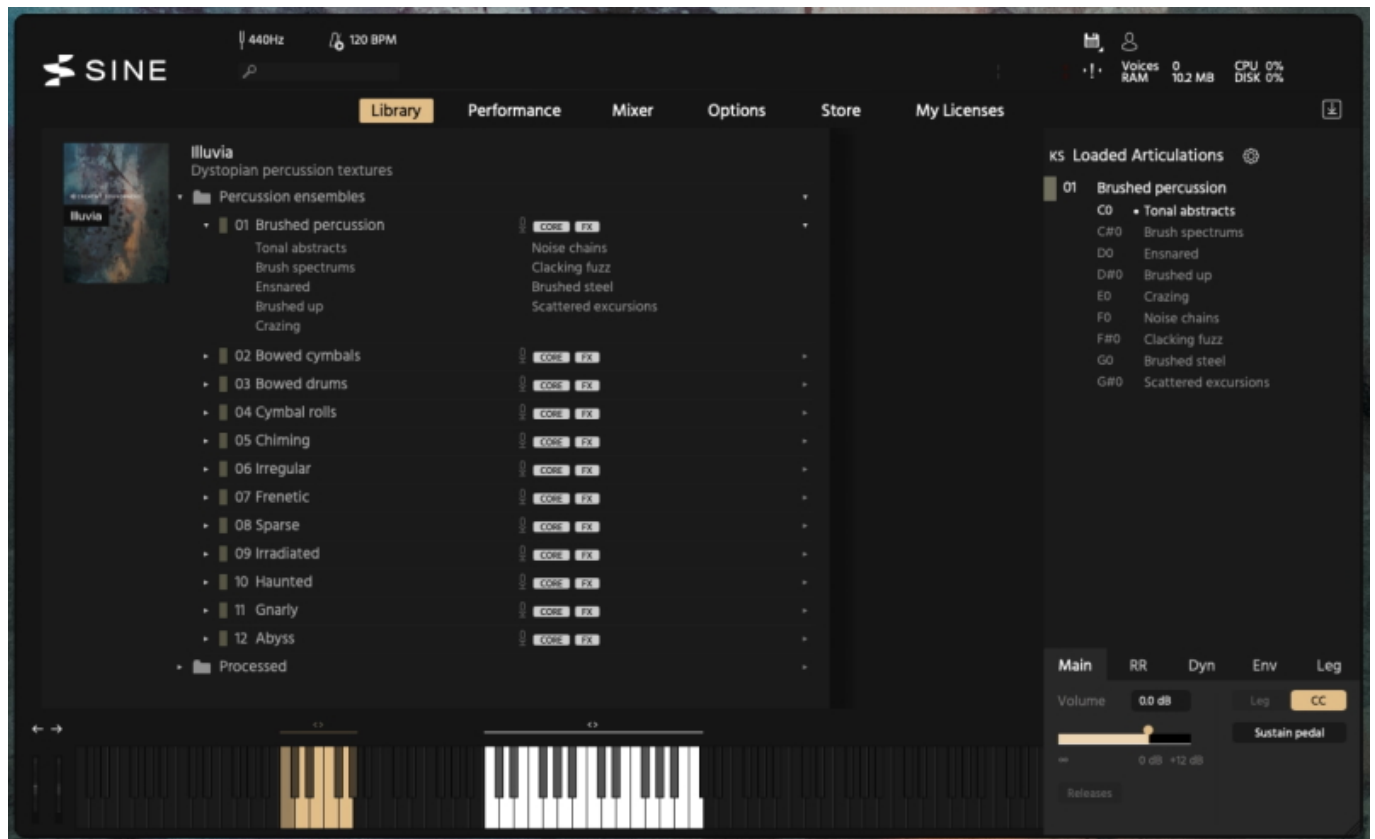 440Hz
120 BPM
SINE
Voices 0
RAM 10.2 MB
CPU 0%
DISK 0%
Library
Performance
Mixer
Options
Store
My Licenses
Illuvia
Illuvia
Dystopian percussion textures
Percussion ensembles
01 Brushed percussion CORE FX
Tonal abstracts Noise chains
Brush spectrums Clacking fuzz
Ensnared Brushed steel
Brushed up Scattered excursions
Crazing
02 Bowed cymbals CORE FX
03 Bowed drums CORE FX
04 Cymbal rolls CORE FX
05 Chiming CORE FX
06 Irregular CORE FX
07 Frenetic CORE FX
08 Sparse CORE FX
09 Irradiated CORE FX
10 Haunted CORE FX
11 Gnarly CORE FX
12 Abyss CORE FX
Processed
KS Loaded Articulations
01 Brushed percussion
C0 • Tonal abstracts
C#0 Brush spectrums
D0 Ensnared
D#0 Brushed up
E0 Crazing
F0 Noise chains
F#0 Clacking fuzz
G0 Brushed steel
G#0 Scattered excursions
Main RR Dyn Env Leg
Volume 0.0 dB Leg CC
Sustain pedal
0 dB +12 dB
Releases